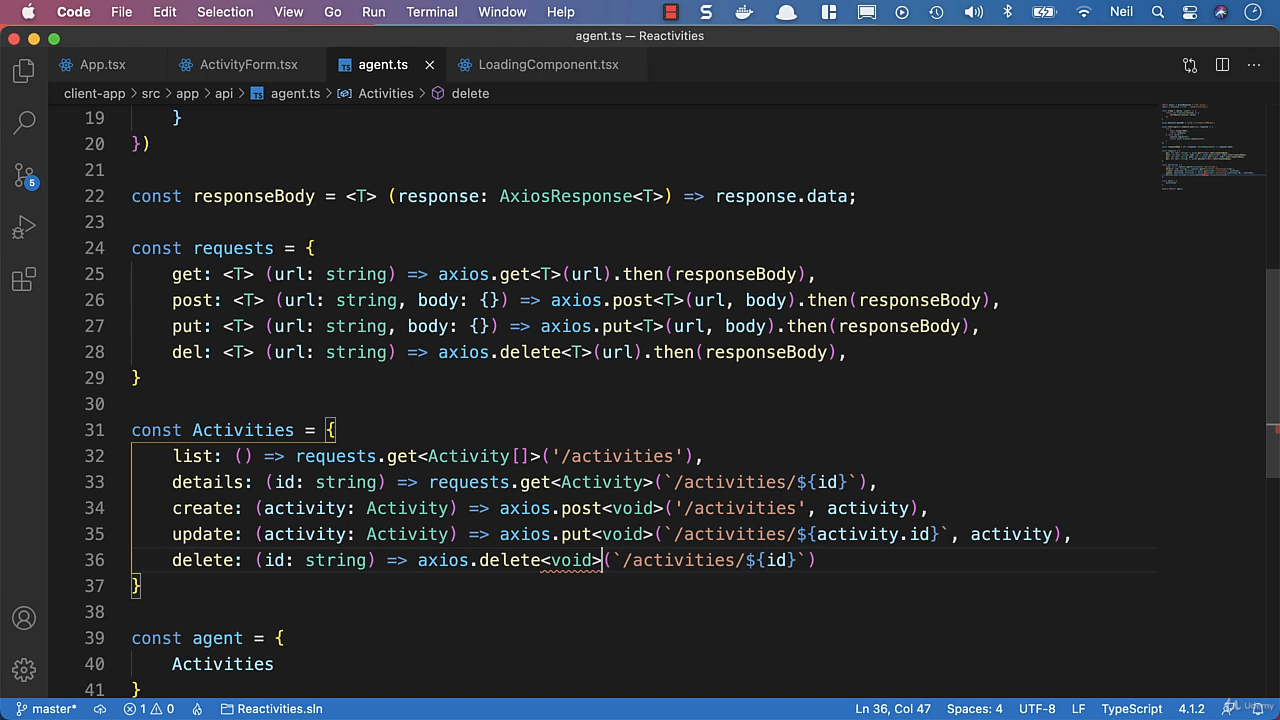 Code File Edit Selection View Go Run Terminal Window Help Neil
agent.ts — Reactivities
App.tsx ActivityForm.tsx agent.ts LoadingComponent.tsx
client-app > src > app > api > TS agent.ts > Activities > delete
19 }
20 })
21
22 const responseBody = <T> (response: AxiosResponse<T>) => response.data;
23
24 const requests = {
25 get: <T> (url: string) => axios.get<T>(url).then(responseBody),
26 post: <T> (url: string, body: {}) => axios.post<T>(url, body).then(responseBody),
27 put: <T> (url: string, body: {}) => axios.put<T>(url, body).then(responseBody),
28 del: <T> (url: string) => axios.delete<T>(url).then(responseBody),
29 }
30
31 const Activities = {
32 list: () => requests.get<Activity[]>('/activities'),
33 details: (id: string) => requests.get<Activity>(`/activities/${id}`),
34 create: (activity: Activity) => axios.post<void>('/activities', activity),
35 update: (activity: Activity) => axios.put<void>(`/activities/${activity.id}`, activity),
36 delete: (id: string) => axios.delete<void>(`/activities/${id}`)
37 }
38
39 const agent = {
40 Activities
41 }
5
master* 1 0 Reactivities.sln Ln 36, Col 47 Spaces: 4 UTF-8 LF TypeScript 4.1.2
Udemy